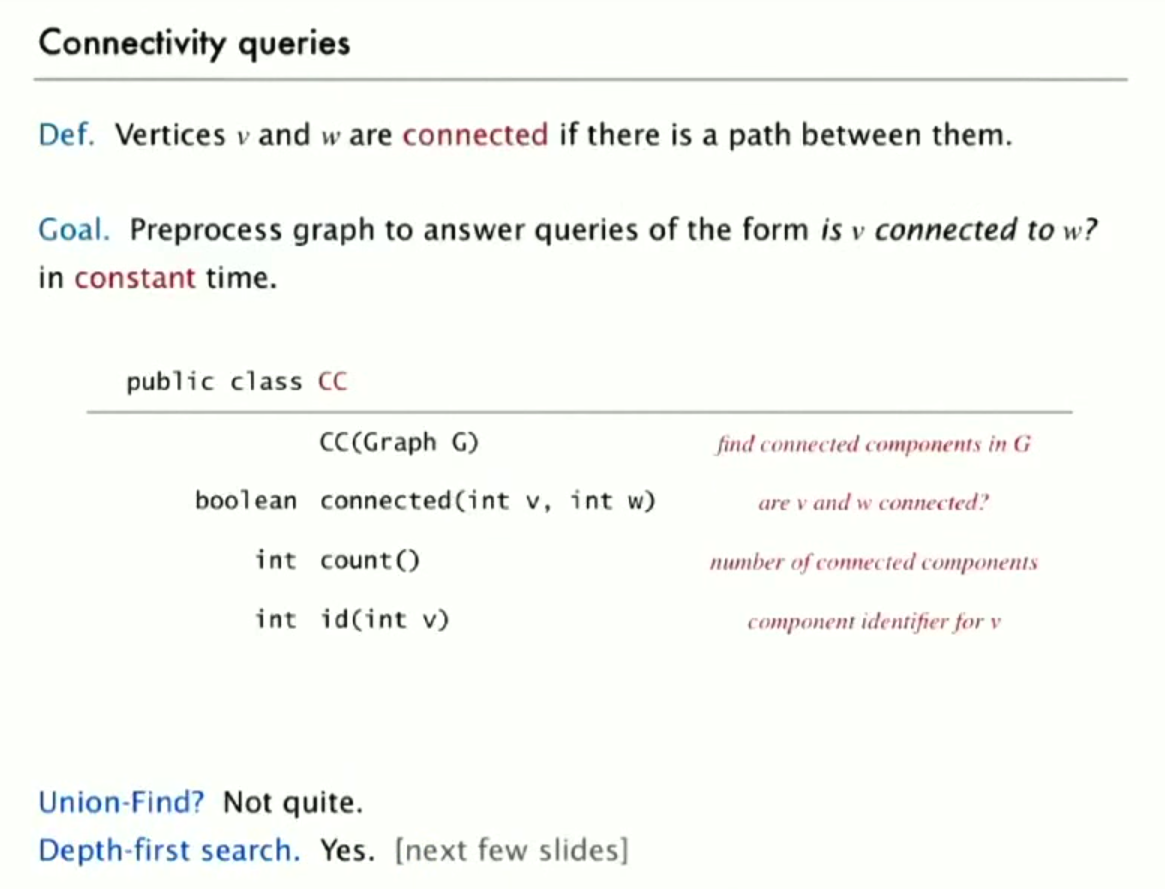 Connectivity queries
Def. Vertices v and w are connected if there is a path between them.
Goal. Preprocess graph to answer queries of the form is v connected to w?
in constant time.
public class CC
CC(Graph G) find connected components in G
boolean connected(int v, int w) are v and w connected?
int count() number of connected components
int id(int v) component identifier for v
Union-Find? Not quite.
Depth-first search. Yes. [next few slides]